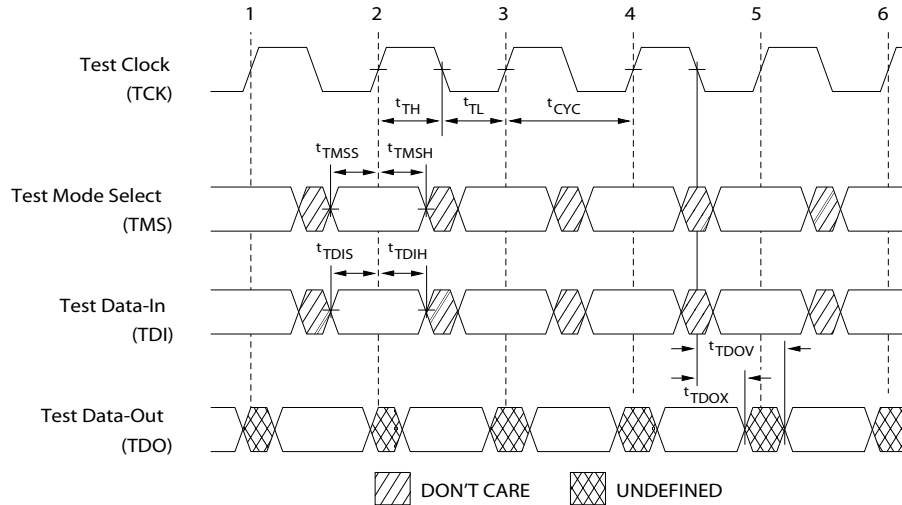 1 2 3 4 5 6
Test Clock
(TCK)
tTH tTL tCYC
tTMSS tTMSH
Test Mode Select
(TMS)
tTDIS tTDIH
Test Data-In
(TDI)
tTDOV
tTDOX
Test Data-Out
(TDO)
DON'T CARE UNDEFINED